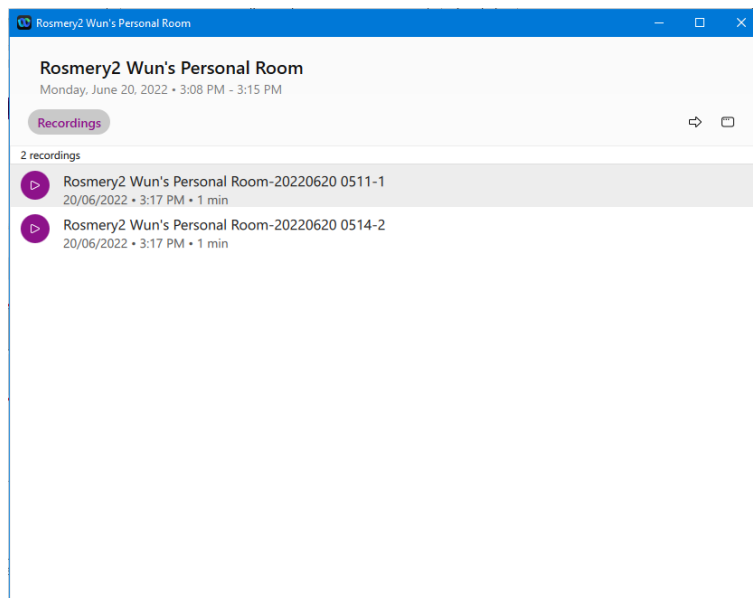 Rosmery2 Wun's Personal Room
Rosmery2 Wun's Personal Room
Monday, June 20, 2022 • 3:08 PM - 3:15 PM
Recordings
2 recordings
Rosmery2 Wun's Personal Room-20220620 0511-1
20/06/2022 • 3:17 PM • 1 min
Rosmery2 Wun's Personal Room-20220620 0514-2
20/06/2022 • 3:17 PM • 1 min